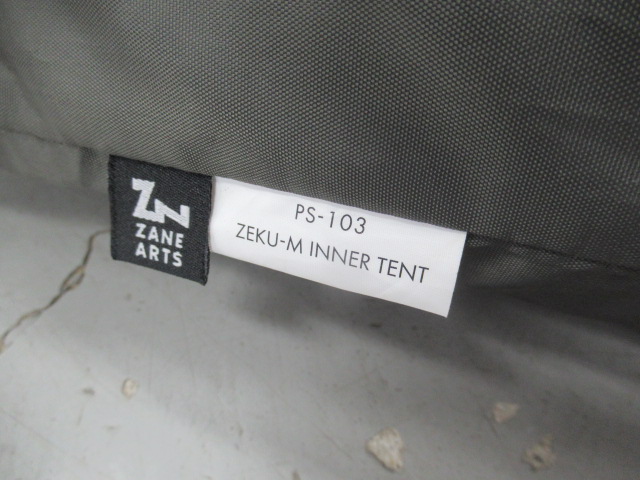 ZN
ZANE
ARTS
PS-103
ZEKU-M INNER TENT